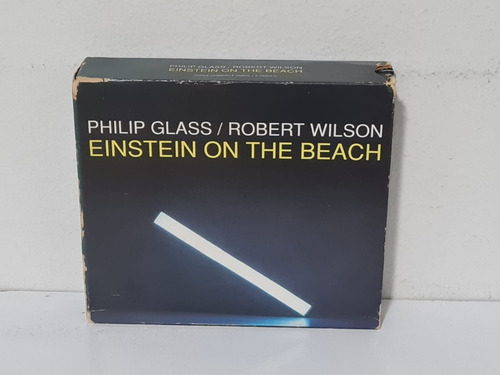 PHILIP GLASS / ROBERT WILSON
EINSTEIN ON THE BEACH
PHILIP GLASS / ROBERT WILSON
EINSTEIN ON THE BEACH